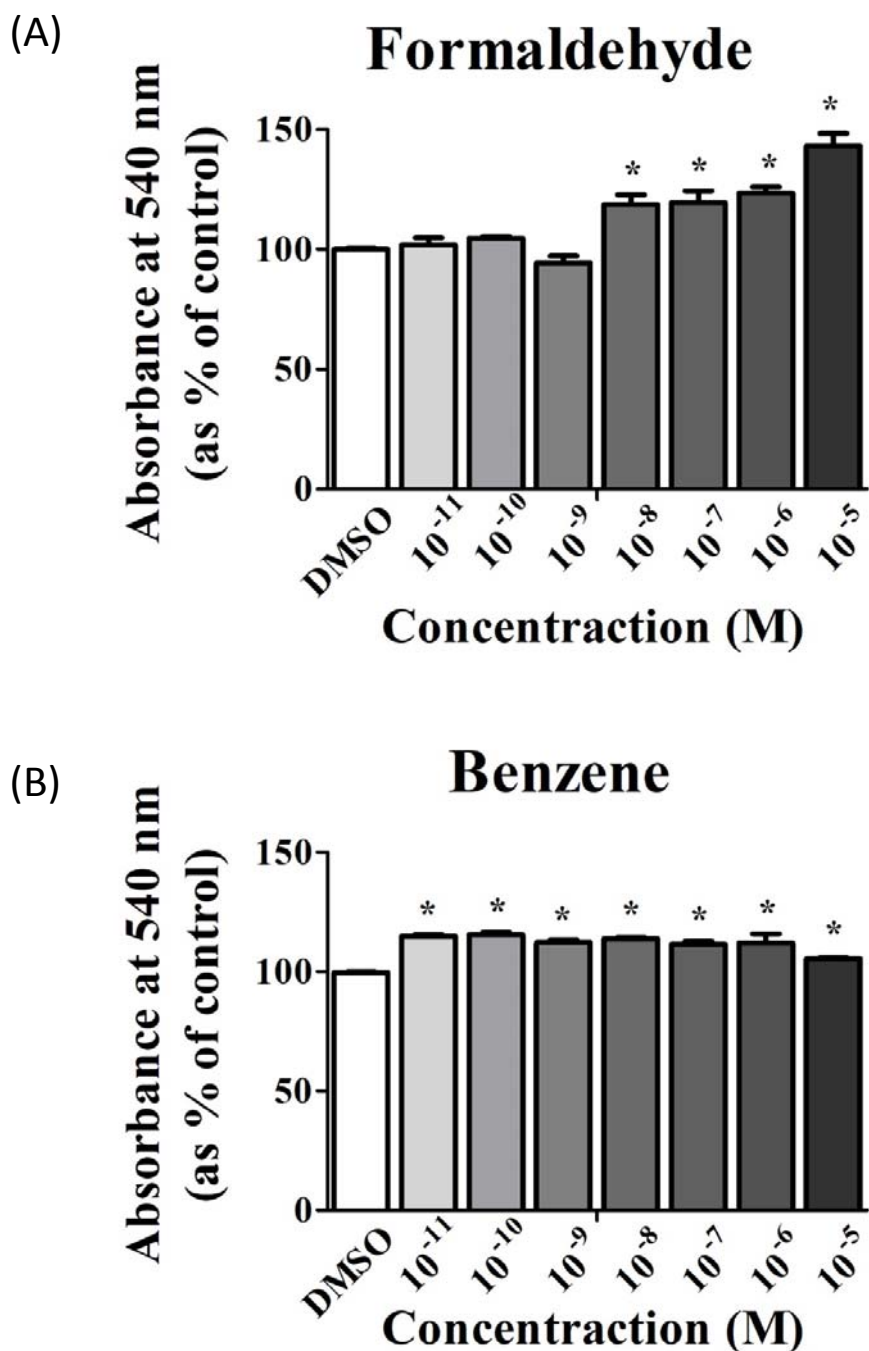 (A)
Formaldehyde
Absorbance at 540 nm
(as % of control)
150
100
50
0
*
*
*
*
DMSO
10⁻¹¹
10⁻¹⁰
10⁻⁹
10⁻⁸
10⁻⁷
10⁻⁶
10⁻⁵
Concentraction (M)
(B)
Benzene
Absorbance at 540 nm
(as % of control)
150
100
50
0
*
*
*
*
*
*
*
DMSO
10⁻¹¹
10⁻¹⁰
10⁻⁹
10⁻⁸
10⁻⁷
10⁻⁶
10⁻⁵
Concentraction (M)